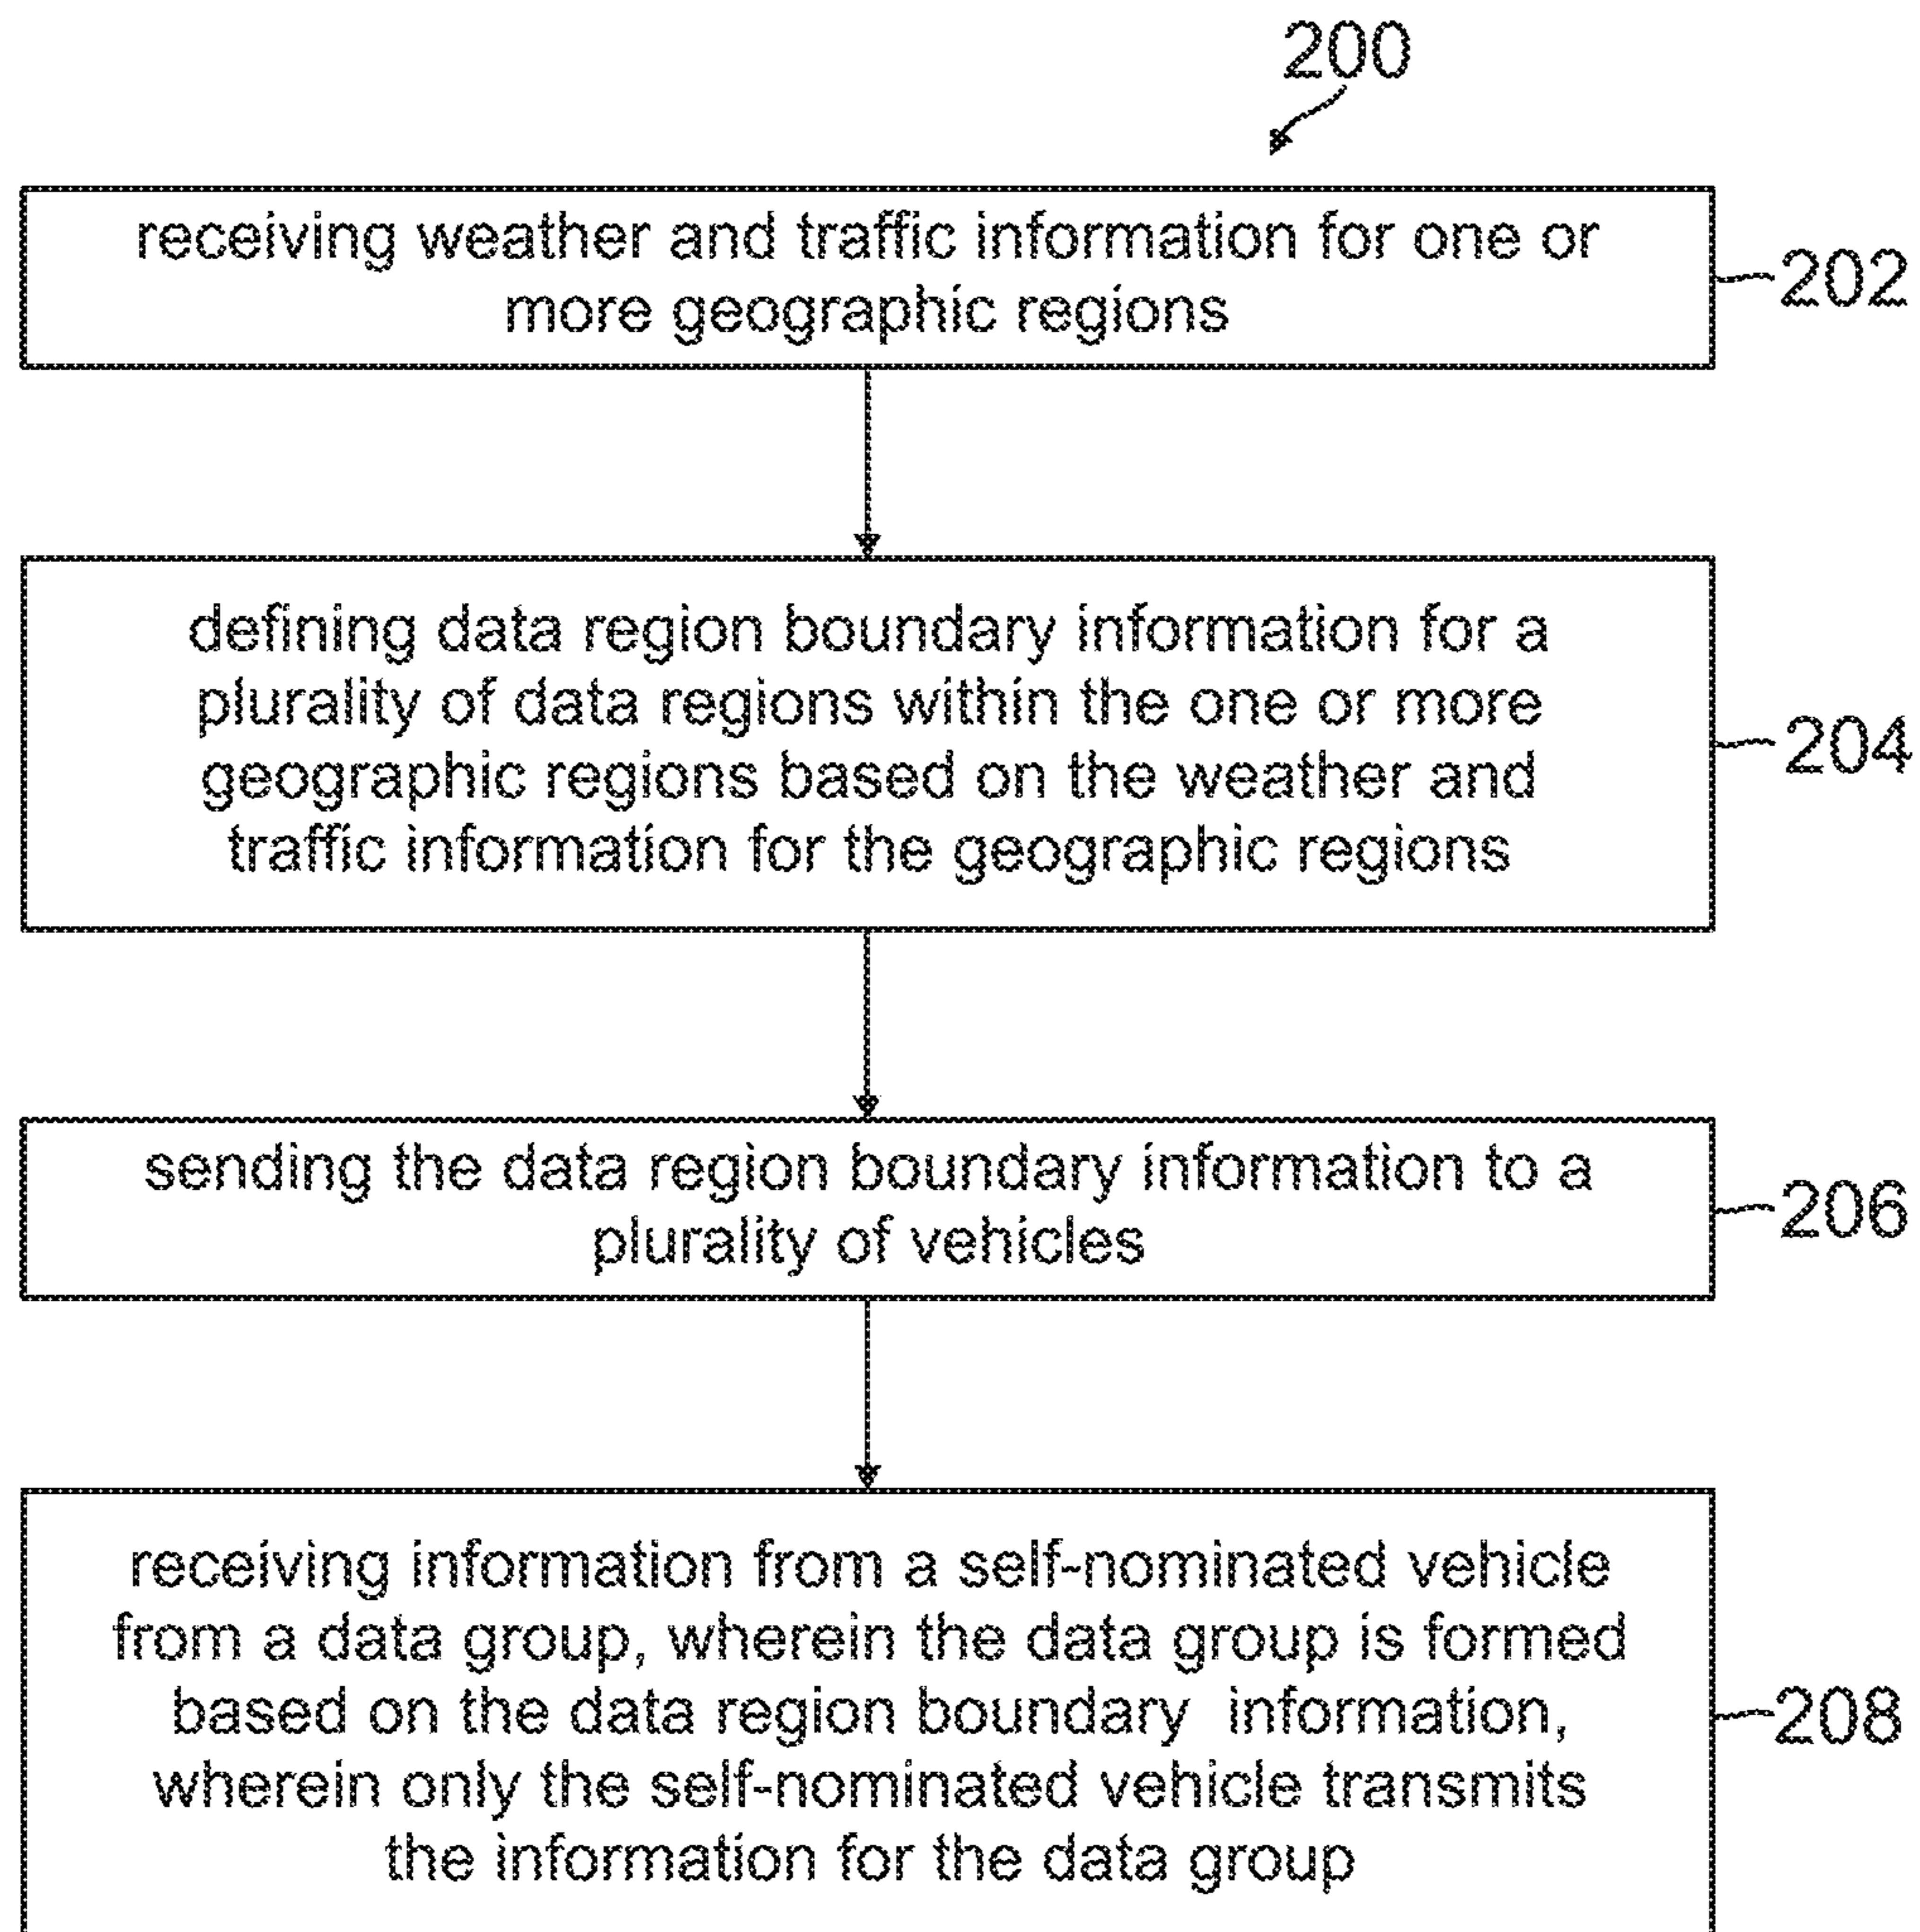 200
receiving weather and traffic information for one or
more geographic regions
202
defining data region boundary information for a
plurality of data regions within the one or more
geographic regions based on the weather and
traffic information for the geographic regions
204
sending the data region boundary information to a
plurality of vehicles
206
receiving information from a self-nominated vehicle
from a data group, wherein the data group is formed
based on the data region boundary information,
wherein only the self-nominated vehicle transmits
the information for the data group
208